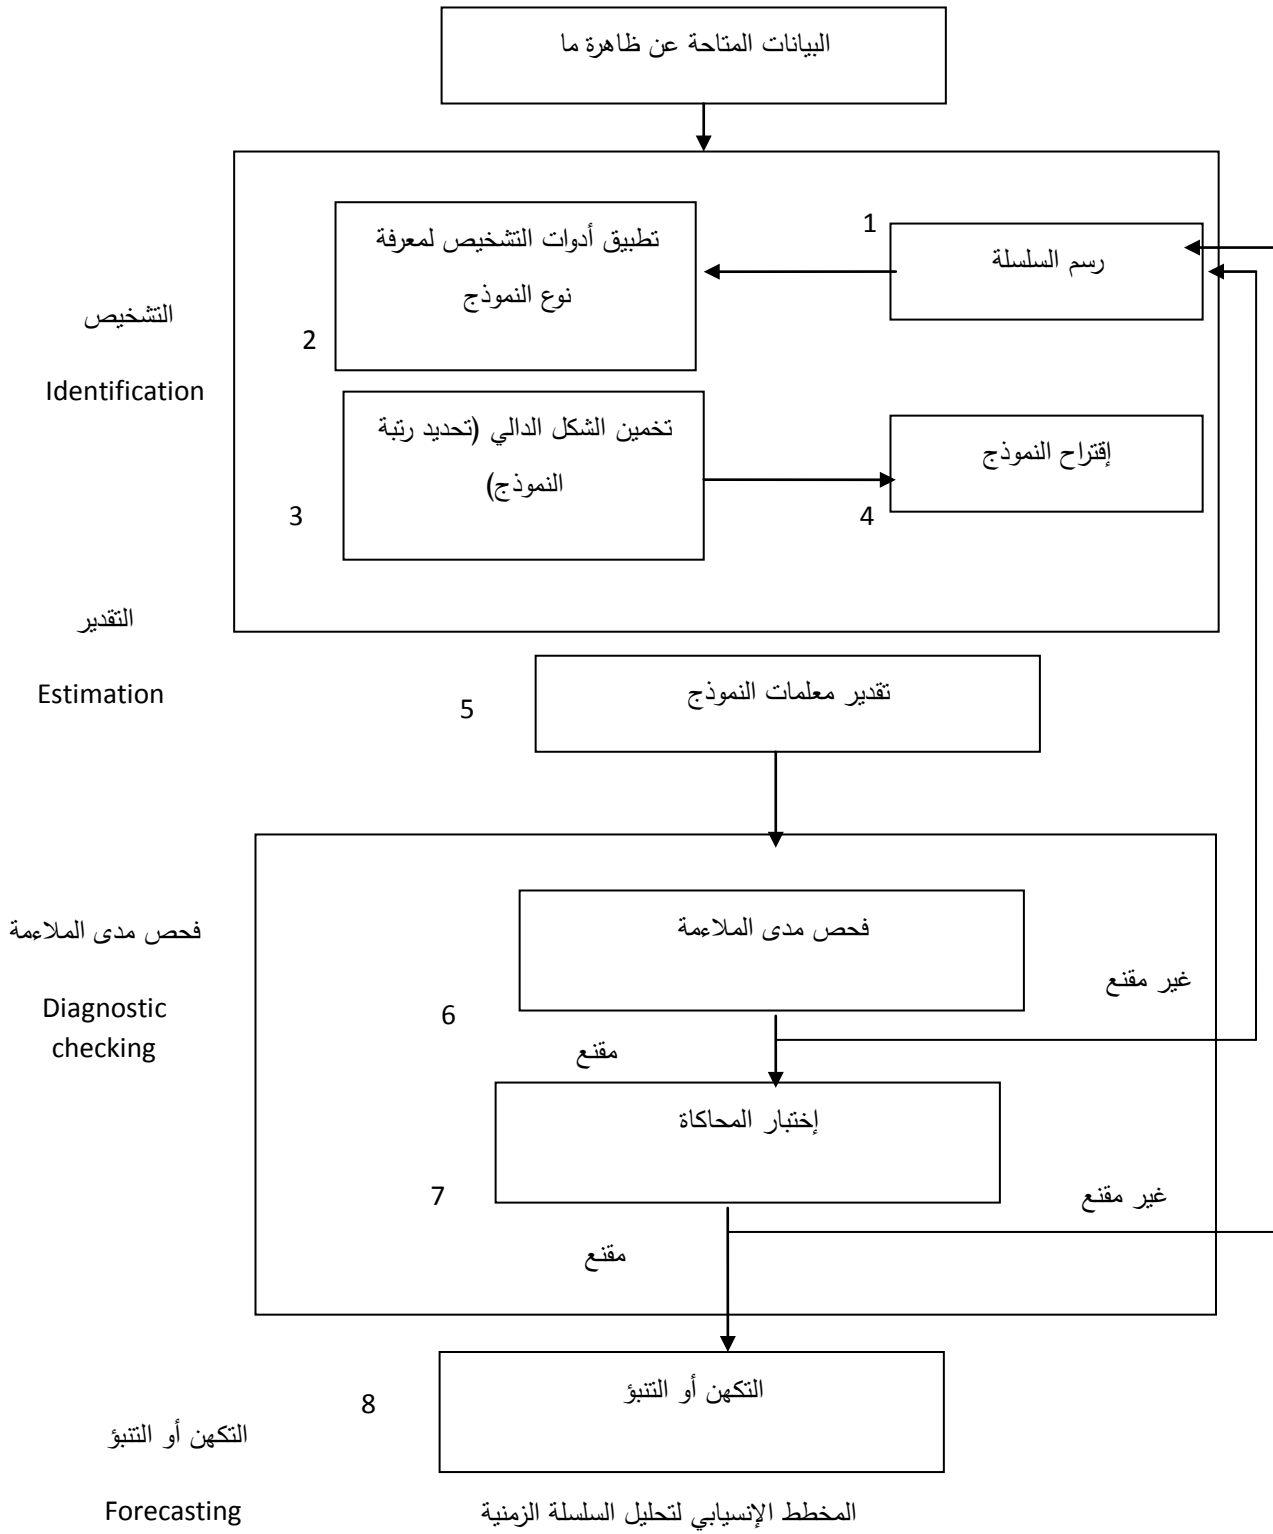 البيانات المتاحة عن ظاهرة ما
1
رسم السلسلة
تطبيق أدوات التشخيص لمعرفة
نوع النموذج
2
التشخيص
Identification
تخمين الشكل الدالي (تحديد رتبة
النموذج)
3
إقتراح النموذج
4
التقدير
Estimation
تقدير معلمات النموذج
5
فحص مدى الملاءمة
فحص مدى الملاءمة
Diagnostic
checking
6
غير مقنع
مقنع
إختبار المحاكاة
7
غير مقنع
مقنع
التكهن أو التنبؤ
8
التكهن أو التنبؤ
Forecasting
المخطط الإنسيابي لتحليل السلسلة الزمنية